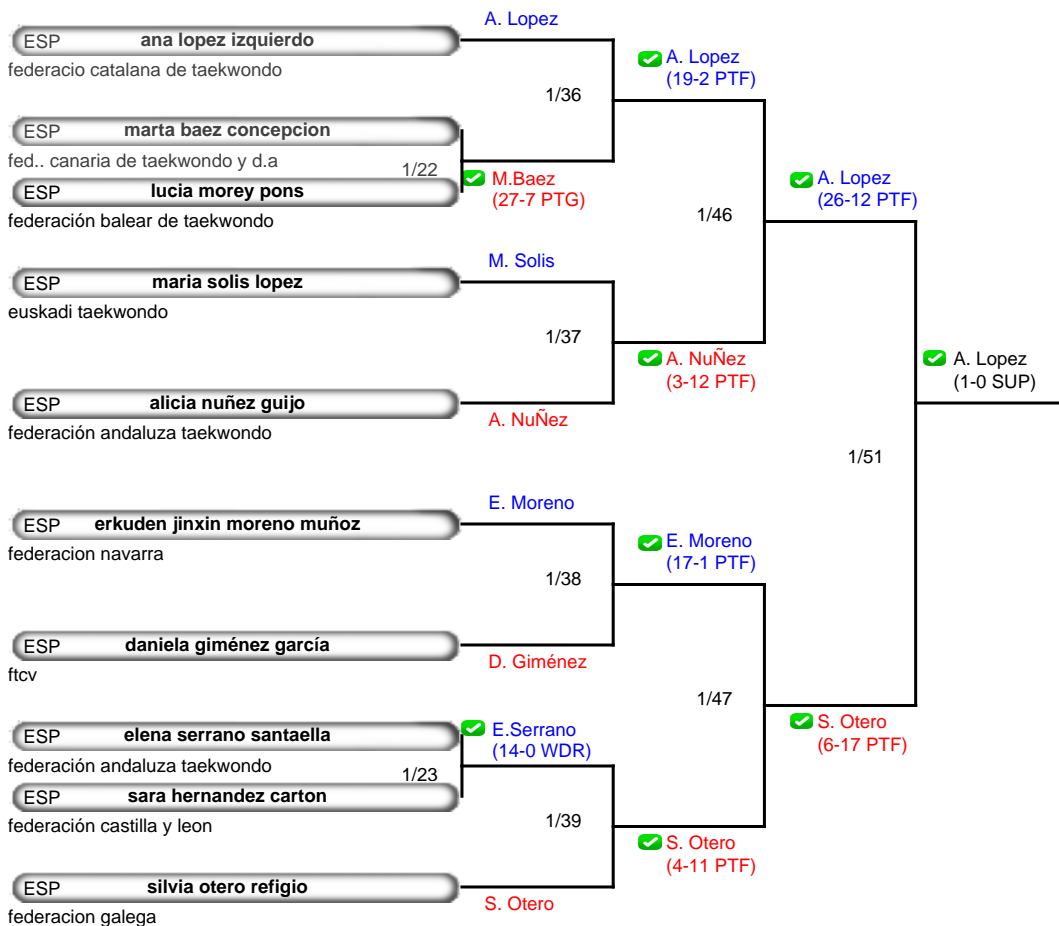 A. Lopez
ESP ana lopez izquierdo
federacio catalana de taekwondo
A. Lopez
(19-2 PTF)
1/36
ESP marta baez concepcion
fed.. canaria de taekwondo y d.a
1/22
M.Baez
(27-7 PTG)
ESP lucia morey pons
federación balear de taekwondo
A. Lopez
(26-12 PTF)
1/46
M. Solis
ESP maria solis lopez
euskadi taekwondo
1/37
A. NuÑez
(3-12 PTF)
ESP alicia nuñez guijo
federación andaluza taekwondo
A. NuÑez
A. Lopez
(1-0 SUP)
1/51
E. Moreno
ESP erkuden jinxin moreno muñoz
federacion navarra
E. Moreno
(17-1 PTF)
1/38
ESP daniela giménez garcía
ftcv
D. Giménez
1/47
S. Otero
(6-17 PTF)
ESP elena serrano santaella
federación andaluza taekwondo
E.Serrano
(14-0 WDR)
1/23
ESP sara hernandez carton
federación castilla y leon
1/39
S. Otero
(4-11 PTF)
ESP silvia otero refigio
federacion galega
S. Otero